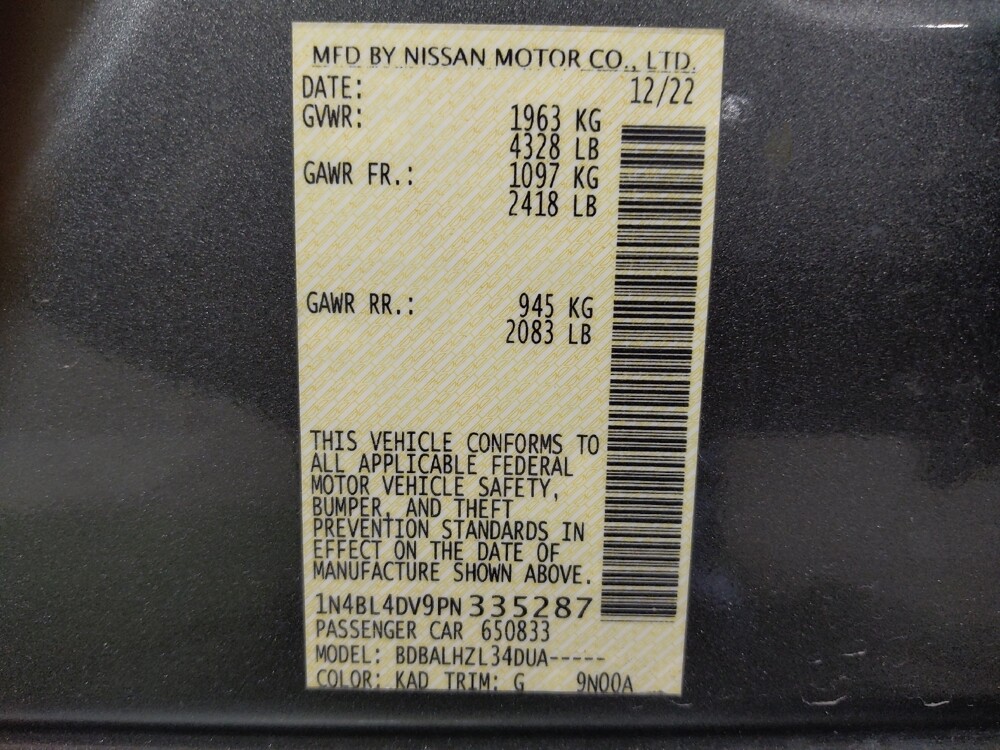 MFD BY NISSAN MOTOR CO., LTD.
DATE: 12/22
GVWR: 1963 KG
4328 LB
GAWR FR.: 1097 KG
2418 LB
GAWR RR.: 945 KG
2083 LB
THIS VEHICLE CONFORMS TO
ALL APPLICABLE FEDERAL
MOTOR VEHICLE SAFETY,
BUMPER, AND THEFT
PREVENTION STANDARDS IN
EFFECT ON THE DATE OF
MANUFACTURE SHOWN ABOVE.
1N4BL4DV9PN335287
PASSENGER CAR 650833
MODEL: BDBALHZL34DUA-----
COLOR: KAD TRIM: G 9N00A